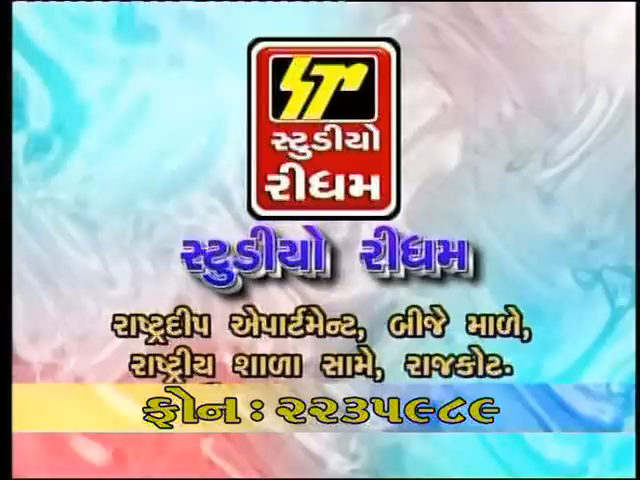 સ્ટુડીયો
રીધમ
સ્ટુડીયો રીધમ
રાષ્ટ્રદીપ એપાર્ટમેન્ટ, બીજે માળે,
રાષ્ટ્રીય શાળા સામે, રાજકોટ.
ફોન : ૨૨૩૫૯૮૯